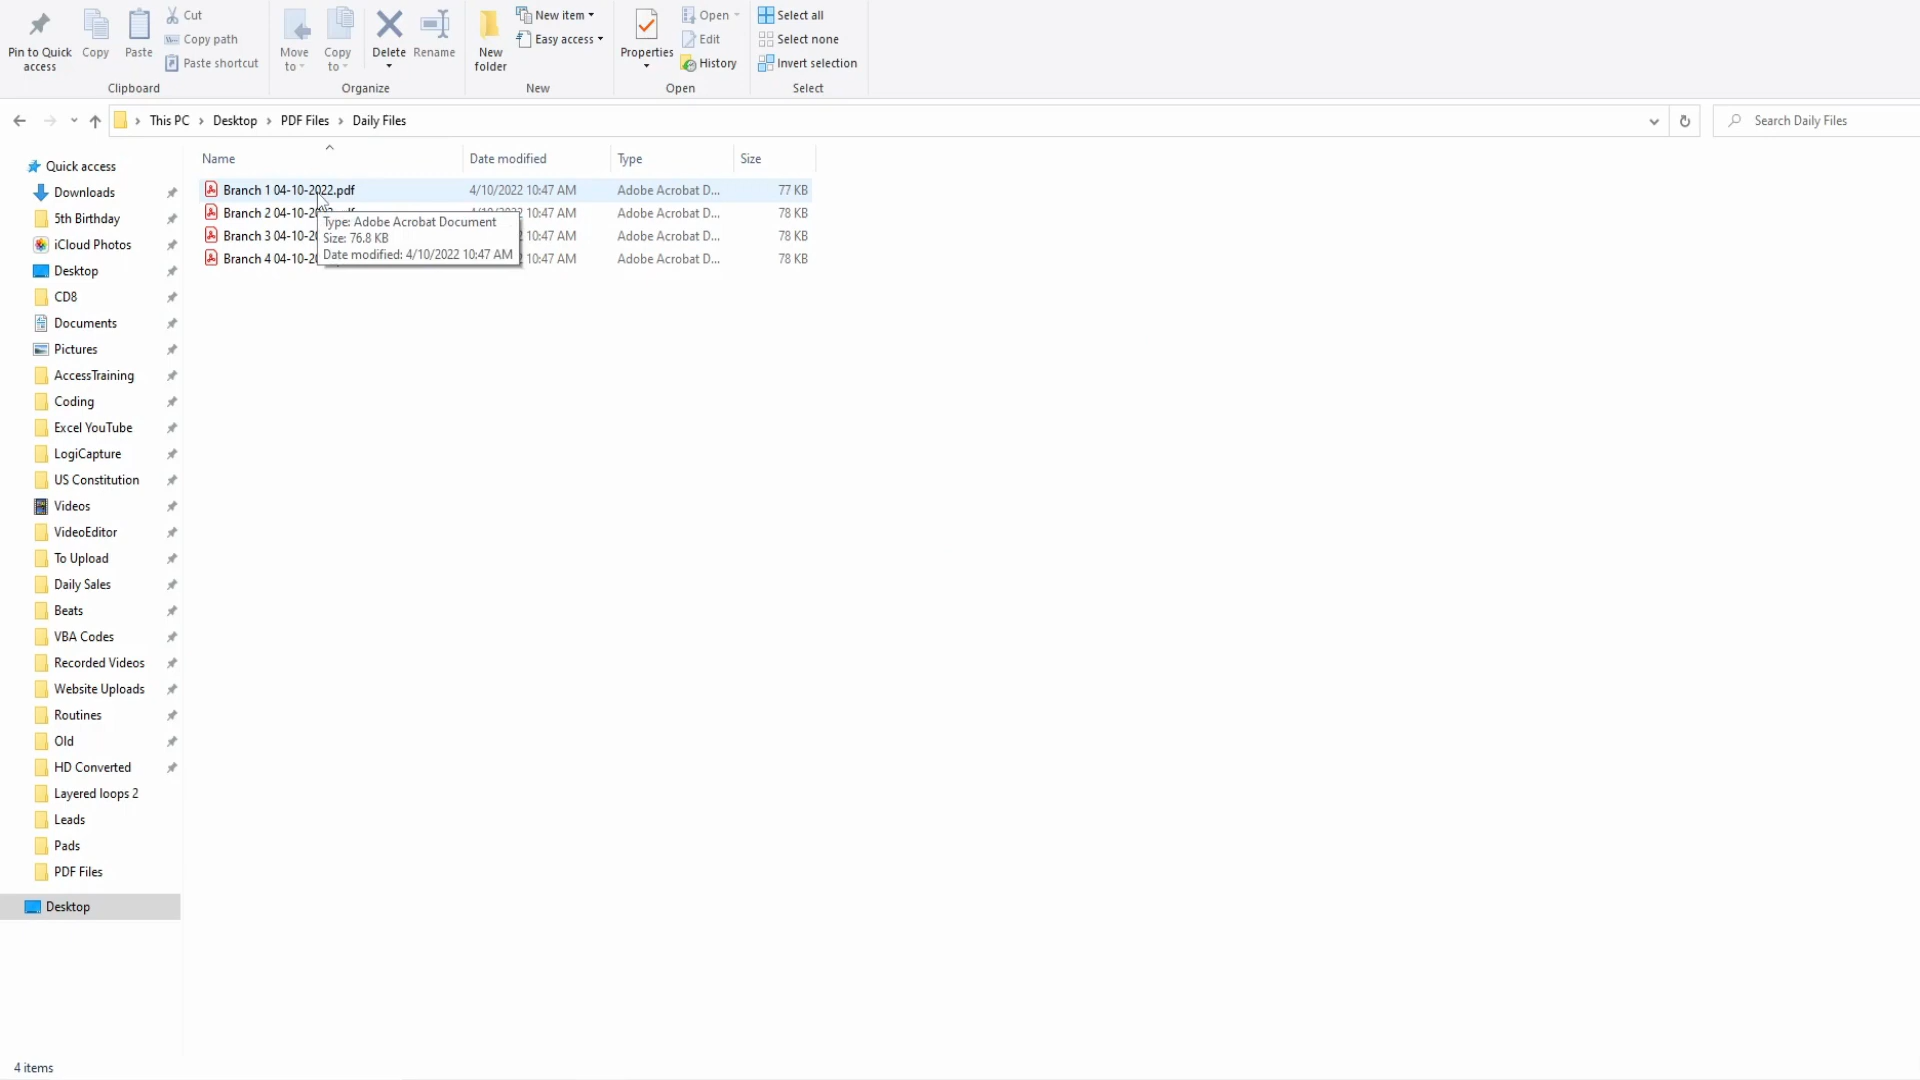 Pin to Quick access
Copy
Paste
Cut
Copy path
Paste shortcut
Clipboard
Move to
Copy to
Delete
Rename
Organize
New folder
New item
Easy access
New
Properties
Open
Edit
History
Open
Select all
Select none
Invert selection
Select
This PC > Desktop > PDF Files > Daily Files
Search Daily Files
Name Date modified Type Size
Branch 1 04-10-2022.pdf 4/10/2022 10:47 AM Adobe Acrobat D... 77 KB
Branch 2 04-10-20 Adobe Acrobat D... 78 KB
Branch 3 04-10-20 10:47 AM Adobe Acrobat D... 78 KB
Branch 4 04-10-20 10:47 AM Adobe Acrobat D... 78 KB
Type: Adobe Acrobat Document
Size: 76.8 KB
Date modified: 4/10/2022 10:47 AM
Quick access
Downloads
5th Birthday
iCloud Photos
Desktop
CD8
Documents
Pictures
AccessTraining
Coding
Excel YouTube
LogiCapture
US Constitution
Videos
VideoEditor
To Upload
Daily Sales
Beats
VBA Codes
Recorded Videos
Website Uploads
Routines
Old
HD Converted
Layered loops 2
Leads
Pads
PDF Files
Desktop
4 items